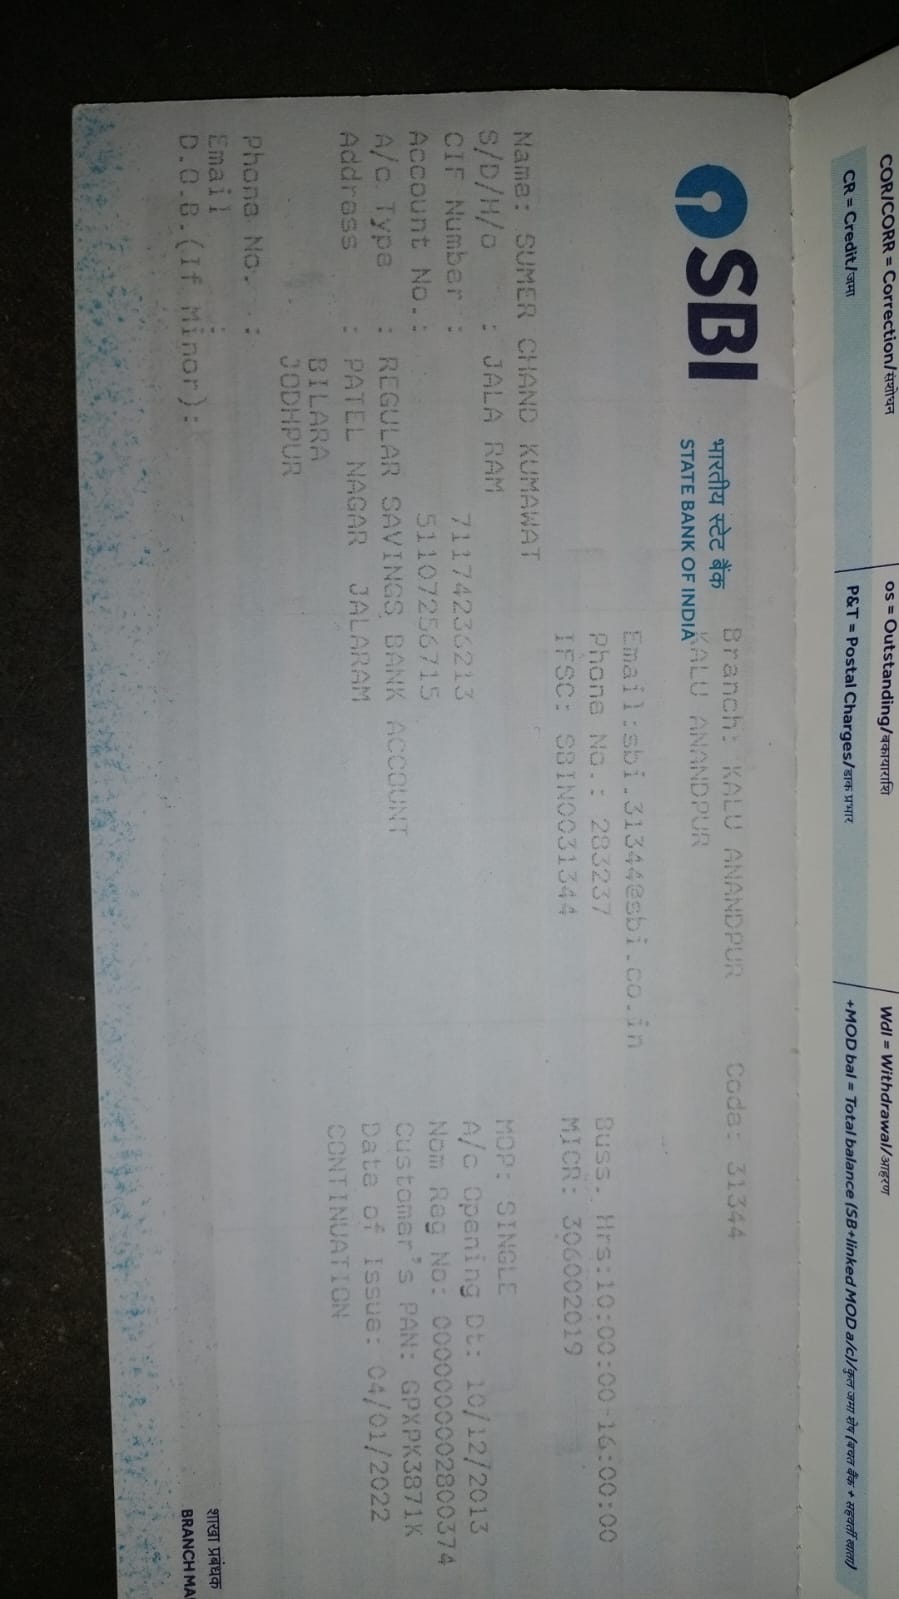 COR/CORR = Correction/संशोधन   os = Outstanding/बकायाराशि   Wdl = Withdrawal/आहरण
CR = Credit/जमा   P&T = Postal Charges/डाक प्रभार   +MOD bal = Total balance (SB+linked MOD a/c)/कुल जमा शेष (बचत बैंक + सहवर्ती खाता)
SBI
भारतीय स्टेट बैंक
STATE BANK OF INDIA
Branch: KALU ANANDPUR   Code: 31344
KALU ANANDPUR
Email:sbi.31344@sbi.co.in
Phone No.: 283237   Buss. Hrs:10:00:00-16:00:00
IFSC: SBIN0031344   MICR: 306002019
Name: SUMER CHAND KUMAWAT
S/D/H/o : JALA RAM   MOP: SINGLE
CIF Number : 71174236213   A/c Opening Dt: 10/12/2013
Account No.: 51107256715   Nom Reg No:
A/c Type : REGULAR SAVINGS BANK ACCOUNT   Customer's PAN: GPXPK3871K
Address : PATEL NAGAR JALARAM   Date of Issue: 04/01/2022
BILARA   CONTINUATION
JODHPUR
Phone No. :
Email :
D.O.B.(If Minor):
शाखा प्रबंधक
BRANCH MA